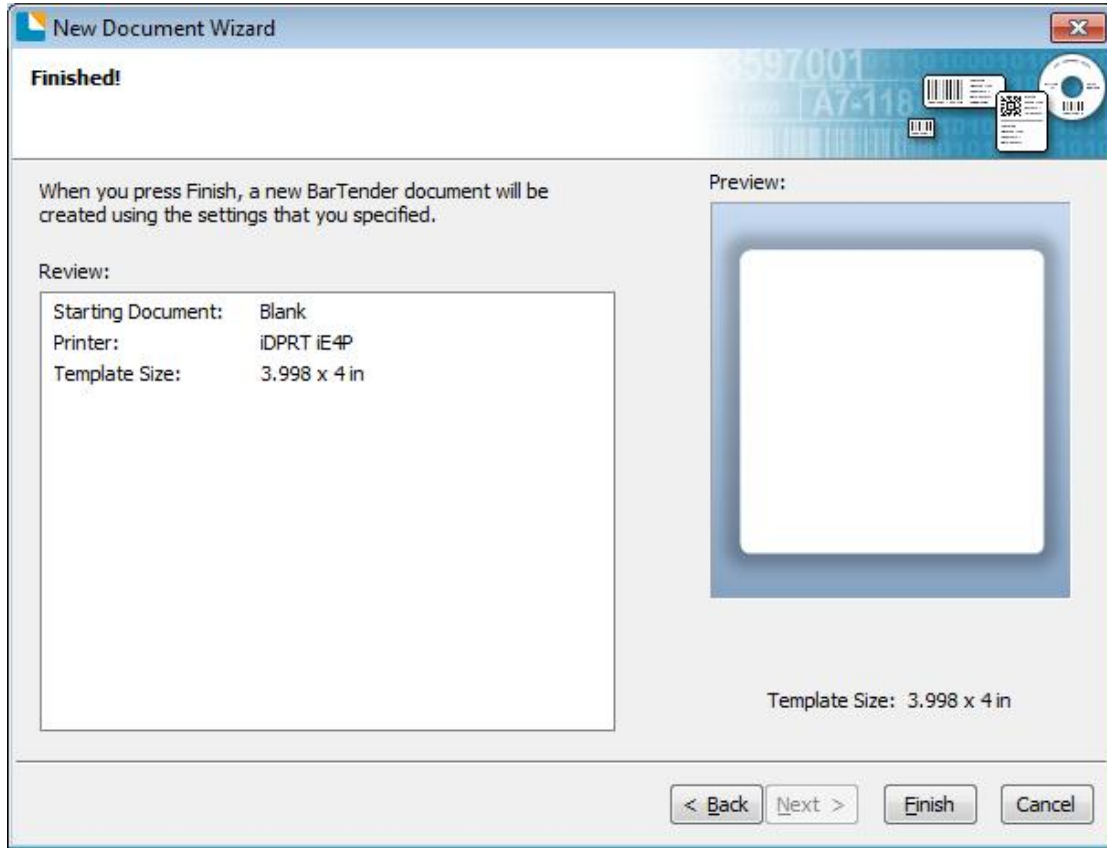 New Document Wizard
Finished!
3597001
A7-118
When you press Finish, a new BarTender document will be
created using the settings that you specified.
Preview:
Review:
Starting Document: Blank
Printer: iDPRT iE4P
Template Size: 3.998 x 4 in
Template Size: 3.998 x 4 in
< Back
Next >
Finish
Cancel